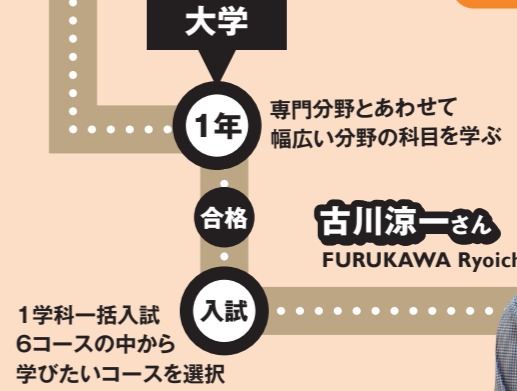 大学
1年
専門分野とあわせて
幅広い分野の科目を学ぶ
合格
古川涼一さん
FURUKAWA Ryoich
入試
1学科一括入試
6コースの中から
学びたいコースを選択